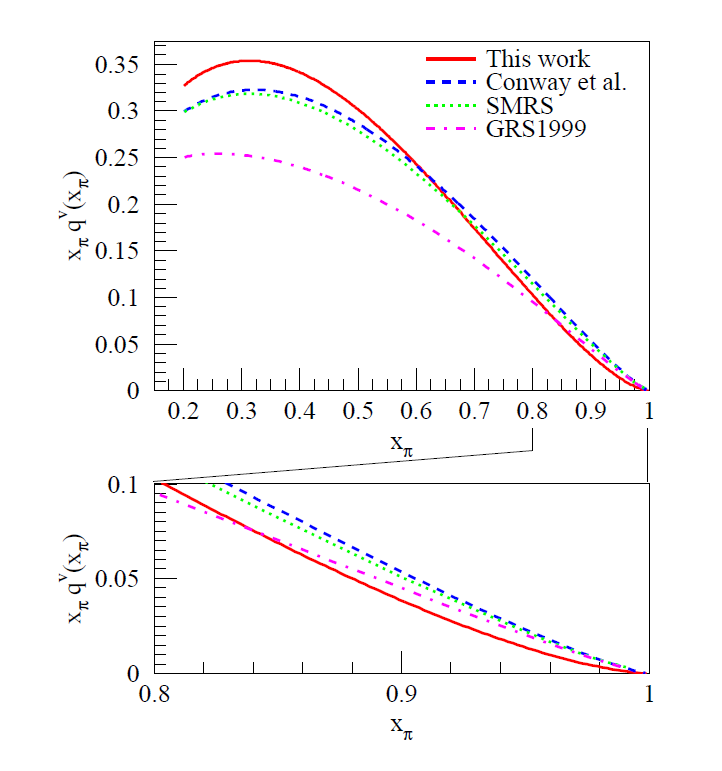 0.35
0.3
0.25
0.2
0.15
0.1
0.05
0
x_π q^v(x_π)
This work
Conway et al.
SMRS
GRS1999
0.2 0.3 0.4 0.5 0.6 0.7 0.8 0.9 1
x_π
0.1
0.05
0
x_π q^v(x_π)
0.8 0.9 1
x_π